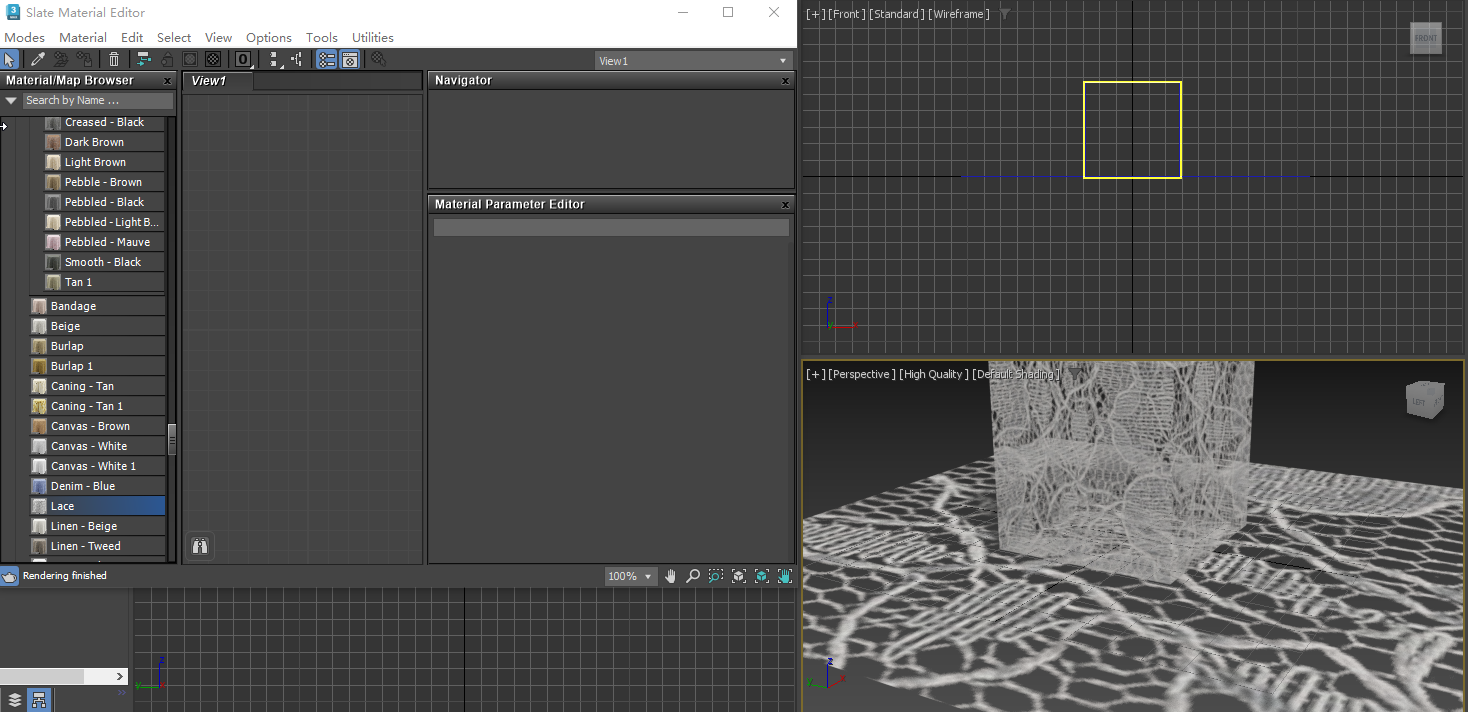 Slate Material Editor
Modes Material Edit Select View Options Tools Utilities
View1
Material/Map Browser
Search by Name ...
Creased - Black
Dark Brown
Light Brown
Pebble - Brown
Pebbled - Black
Pebbled - Light B...
Pebbled - Mauve
Smooth - Black
Tan 1
Bandage
Beige
Burlap
Burlap 1
Caning - Tan
Caning - Tan 1
Canvas - Brown
Canvas - White
Canvas - White 1
Denim - Blue
Lace
Linen - Beige
Linen - Tweed
View1
Navigator
Material Parameter Editor
Rendering finished
100%
[+] [Front] [Standard] [Wireframe]
FRONT
z
y
x
[+] [Perspective] [High Quality] [Default Shading]
LEFT
z
y
x
z
y
x